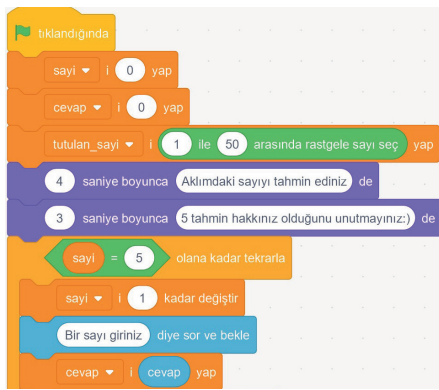 tıklandığında
sayi i 0 yap
cevap i 0 yap
tutulan_sayi i 1 ile 50 arasında rastgele sayı seç yap
4 saniye boyunca Aklımdaki sayıyı tahmin ediniz de
3 saniye boyunca 5 tahmin hakkınız olduğunu unutmayınız:) de
sayi = 5 olana kadar tekrarla
sayi i 1 kadar değiştir
Bir sayı giriniz diye sor ve bekle
cevap i cevap yap